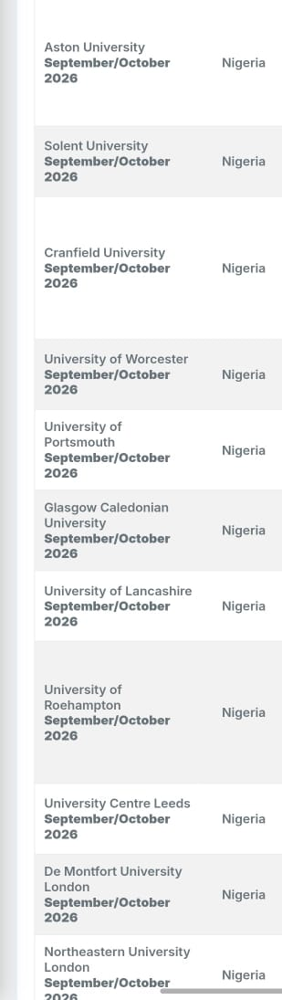 Aston University
September/October
2026
Nigeria
Solent University
September/October
2026
Nigeria
Cranfield University
September/October
2026
Nigeria
University of Worcester
September/October
2026
Nigeria
University of
Portsmouth
September/October
2026
Nigeria
Glasgow Caledonian
University
September/October
2026
Nigeria
University of Lancashire
September/October
2026
Nigeria
University of
Roehampton
September/October
2026
Nigeria
University Centre Leeds
September/October
2026
Nigeria
De Montfort University
London
September/October
2026
Nigeria
Northeastern University
London
September/October
2026
Nigeria